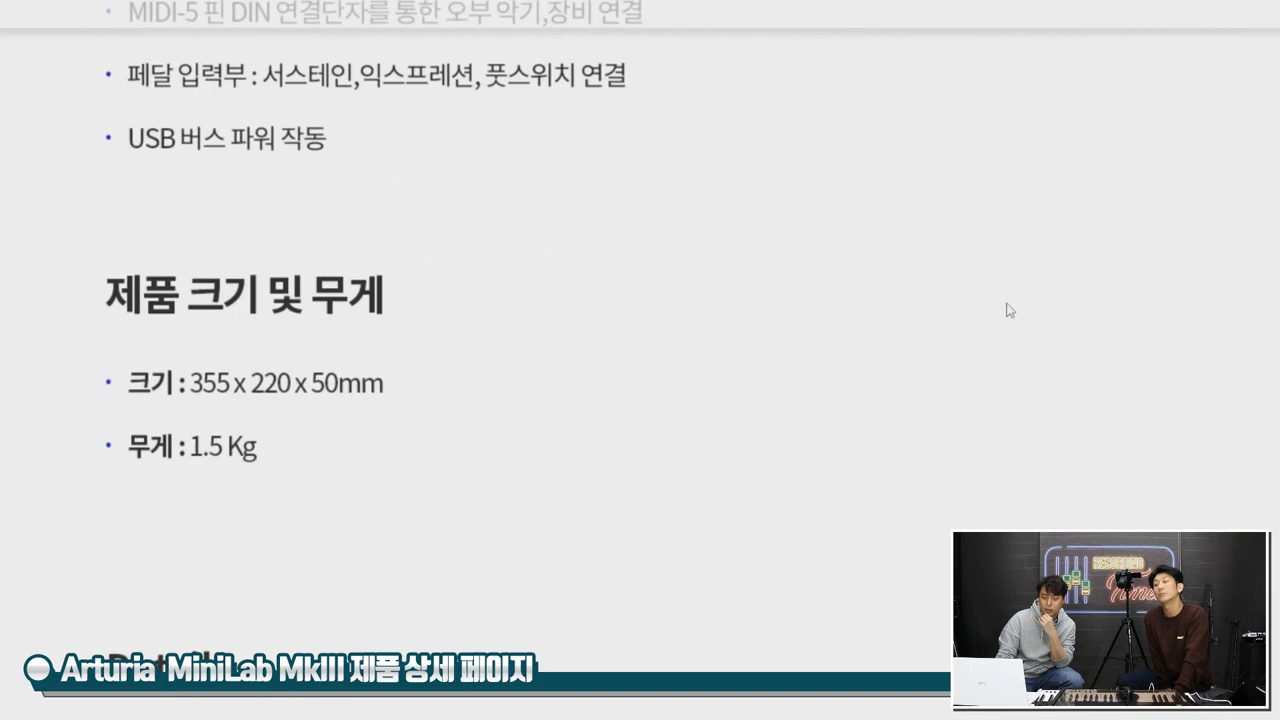 • MIDI-5 핀 DIN 연결단자를 통한 오부 악기,장비 연결
• 페달 입력부 : 서스테인,익스프레션, 풋스위치 연결
• USB 버스 파워 작동
제품 크기 및 무게
• 크기 : 355 x 220 x 50mm
• 무게 : 1.5 Kg
RECORDING
Time
Arturia MiniLab MkIII 제품 상세 페이지